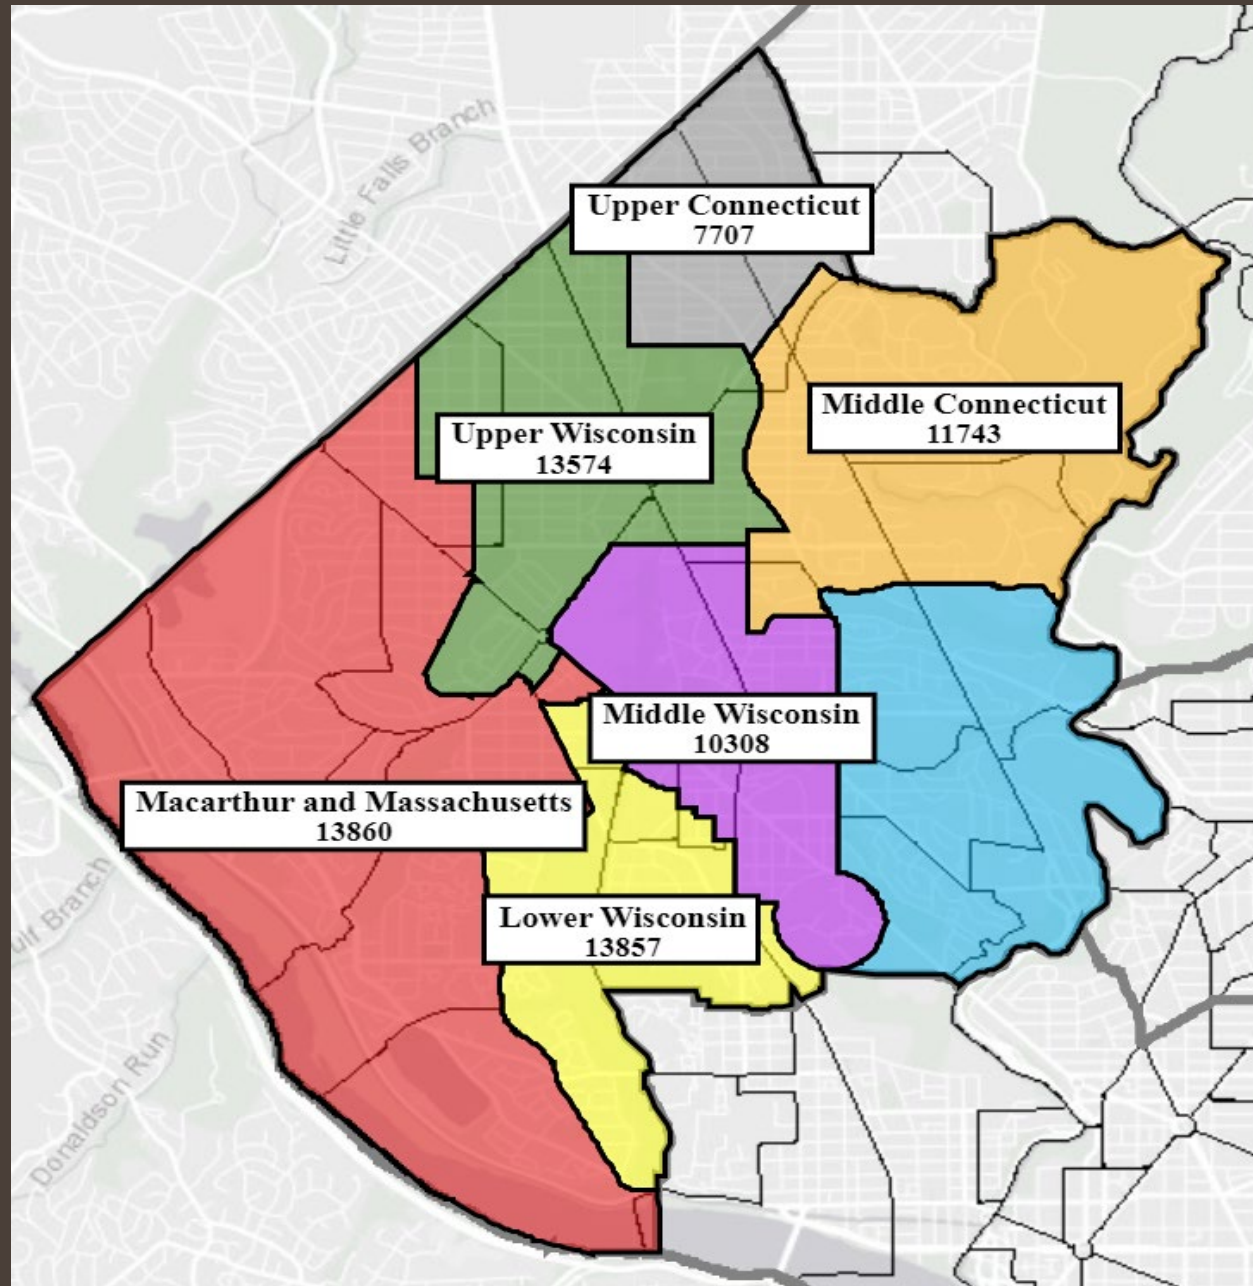 Little Falls Branch
Upper Connecticut
7707
Middle Connecticut
11743
Upper Wisconsin
13574
Middle Wisconsin
10308
Macarthur and Massachusetts
13860
Branch
Lower Wisconsin
13857
Donaldson Run